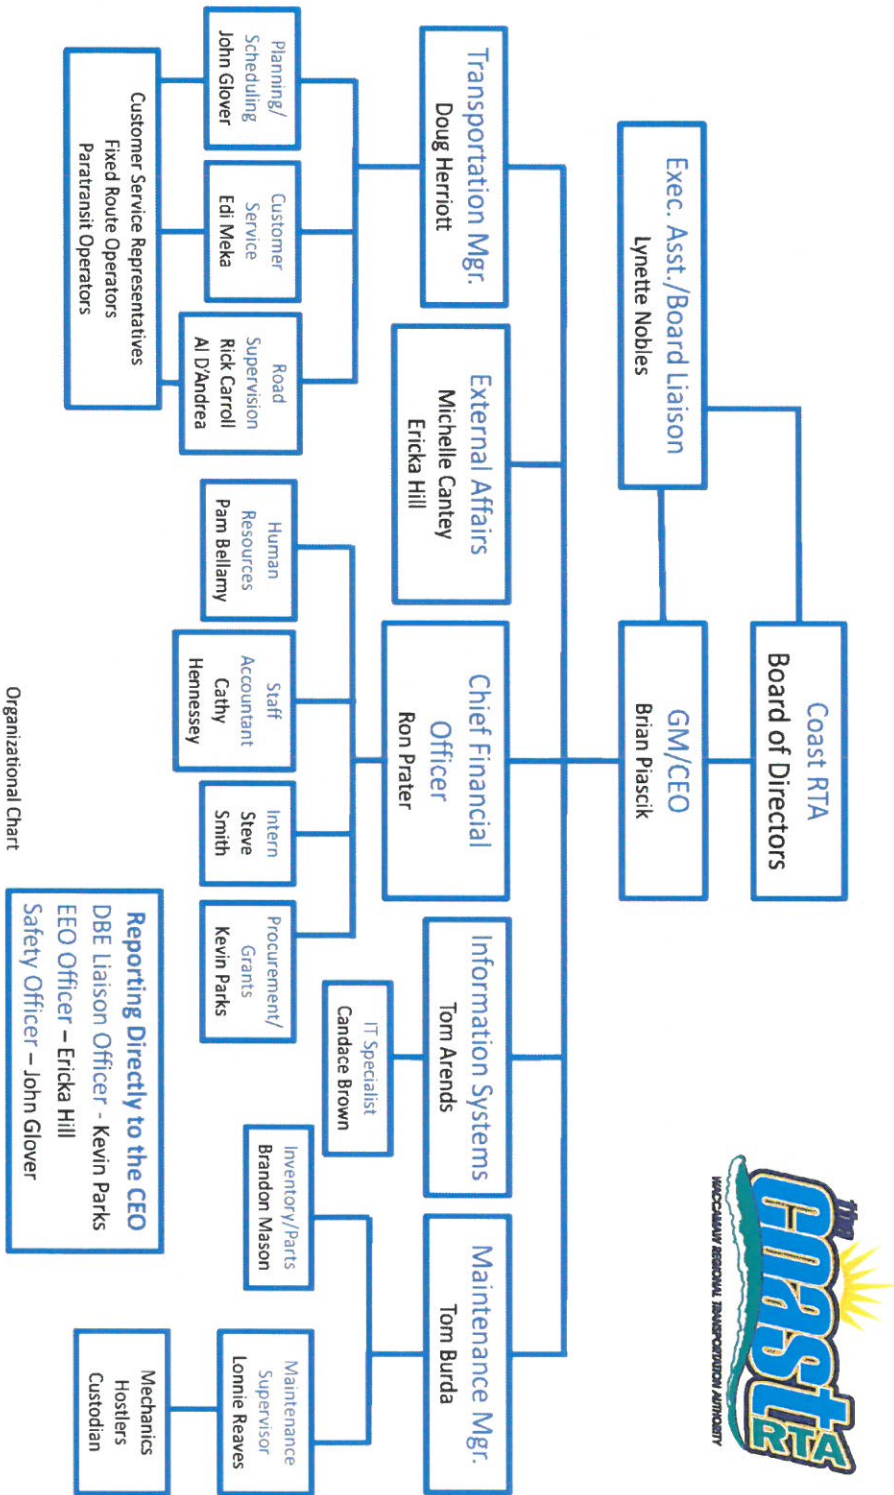 the
coast
RTA
WACCAMAW REGIONAL TRANSPORTATION AUTHORITY
Coast RTA
Board of Directors
Exec. Asst./Board Liaison
Lynette Nobles
GM/CEO
Brian Piascik
Transportation Mgr.
Doug Herriott
External Affairs
Michelle Cantey
Ericka Hill
Chief Financial
Officer
Ron Prater
Information Systems
Tom Arends
Maintenance Mgr.
Tom Burda
Planning/
Scheduling
John Glover
Customer
Service
Edi Meka
Road
Supervision
Rick Carroll
Al D'Andrea
Customer Service Representatives
Fixed Route Operators
Paratransit Operators
Human
Resources
Pam Bellamy
Staff
Accountant
Cathy
Hennessey
Intern
Steve
Smith
Procurement/
Grants
Kevin Parks
IT Specialist
Candace Brown
Inventory/Parts
Brandon Mason
Maintenance
Supervisor
Lonnie Reaves
Mechanics
Hostlers
Custodian
Reporting Directly to the CEO
DBE Liaison Officer - Kevin Parks
EEO Officer – Ericka Hill
Safety Officer – John Glover
Organizational Chart